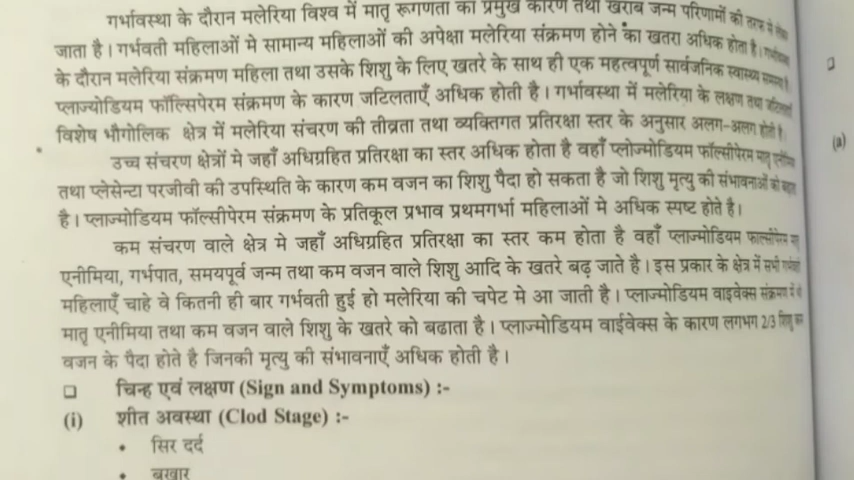 गर्भावस्था के दौरान मलेरिया विश्व में मातृ रूगणता का प्रमुख कारण तथा खराब जन्म परिणामों की तरफ ले
जाता है। गर्भवती महिलाओं मे सामान्य महिलाओं की अपेक्षा मलेरिया संक्रमण होने का खतरा अधिक होता है।
के दौरान मलेरिया संक्रमण महिला तथा उसके शिशु के लिए खतरे के साथ ही एक महत्वपूर्ण सार्वजनिक स्वास्थ्य
प्लाज्योडियम फॉल्सिपेरम संक्रमण के कारण जटिलताएँ अधिक होती है। गर्भावस्था में मलेरिया के लक्षण तथा
विशेष भौगोलिक क्षेत्र में मलेरिया संचरण की तीव्रता तथा व्यक्तिगत प्रतिरक्षा स्तर के अनुसार अलग-अलग होती है।
(a)
उच्च संचरण क्षेत्रों मे जहाँ अधिग्रहित प्रतिरक्षा का स्तर अधिक होता है वहाँ प्लोज्मोडियम फॉल्सीपेरम मातृ एनीमिया
तथा प्लेसेन्टा परजीवी की उपस्थिति के कारण कम वजन का शिशु पैदा हो सकता है जो शिशु मृत्यु की संभावनाओं को
है। प्लाज्मोडियम फॉल्सीपेरम संक्रमण के प्रतिकूल प्रभाव प्रथमगर्भा महिलाओं मे अधिक स्पष्ट होते है।
कम संचरण वाले क्षेत्र मे जहाँ अधिग्रहित प्रतिरक्षा का स्तर कम होता है वहाँ प्लाज्मोडियम फाल्सीपेरम
एनीमिया, गर्भपात, समयपूर्व जन्म तथा कम वजन वाले शिशु आदि के खतरे बढ़ जाते है। इस प्रकार के क्षेत्र में सभी
महिलाएँ चाहे वे कितनी ही बार गर्भवती हुई हो मलेरिया की चपेट मे आ जाती है। प्लाज्मोडियम वाइवेक्स संक्रमण में
मातृ एनीमिया तथा कम वजन वाले शिशु के खतरे को बढाता है। प्लाज्मोडियम वाईवेक्स के कारण लगभग 2/3 शिशु कम
वजन के पैदा होते है जिनकी मृत्यु की संभावनाएँ अधिक होती है।
चिन्ह एवं लक्षण (Sign and Symptoms) :-
(i) शीत अवस्था (Clod Stage) :-
• सिर दर्द
• बुखार